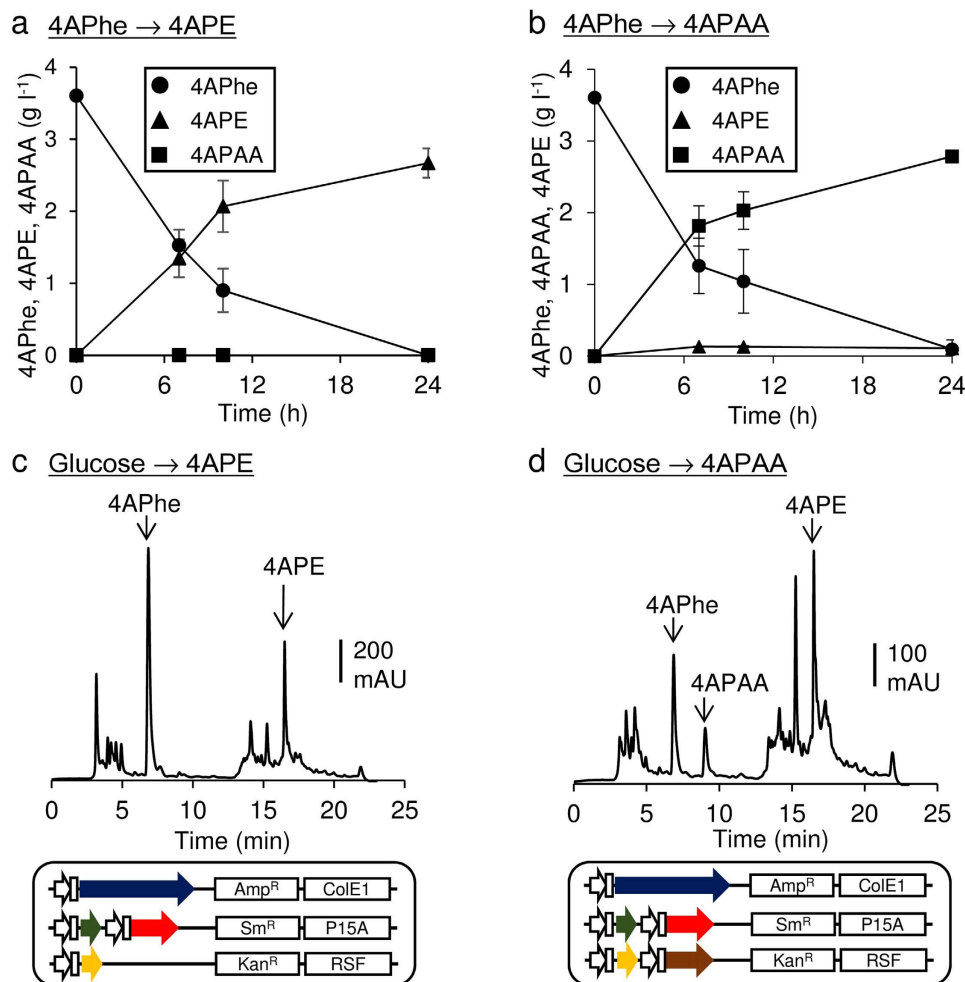 a 4APhe → 4APE
4APhe, 4APE, 4APAA (g l⁻¹)
4
3
2
1
0
4APhe
4APE
4APAA
0 6 12 18 24
Time (h)
b 4APhe → 4APAA
4APhe, 4APAA, 4APE (g l⁻¹)
4
3
2
1
0
4APhe
4APE
4APAA
0 6 12 18 24
Time (h)
c Glucose → 4APE
4APhe
4APE
200
mAU
0 5 10 15 20 25
Time (min)
Ampᴿ ColE1
Smᴿ P15A
Kanᴿ RSF
d Glucose → 4APAA
4APE
4APhe
4APAA
100
mAU
0 5 10 15 20 25
Time (min)
Ampᴿ ColE1
Smᴿ P15A
Kanᴿ RSF